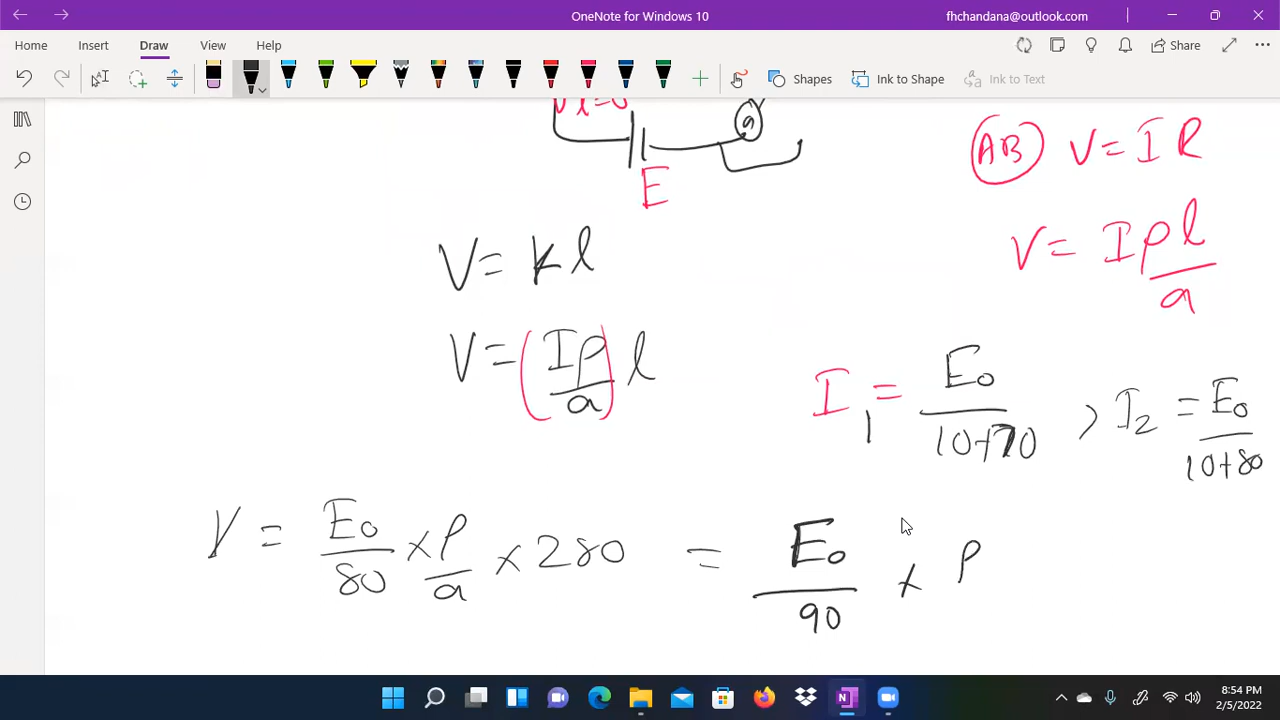 OneNote for Windows 10
fhchandana@outlook.com
Home Insert Draw View Help
Share
Shapes
Ink to Shape
Ink to Text
V l=0
a
E
AB V = I R
V = Iρl/a
V = kl
V = (Iρ/a) l
I1 = E0/10+70 , I2 = E0/10+80
V = E0/80 × ρ/a × 280 = E0/90 × ρ
8:54 PM
2/5/2022